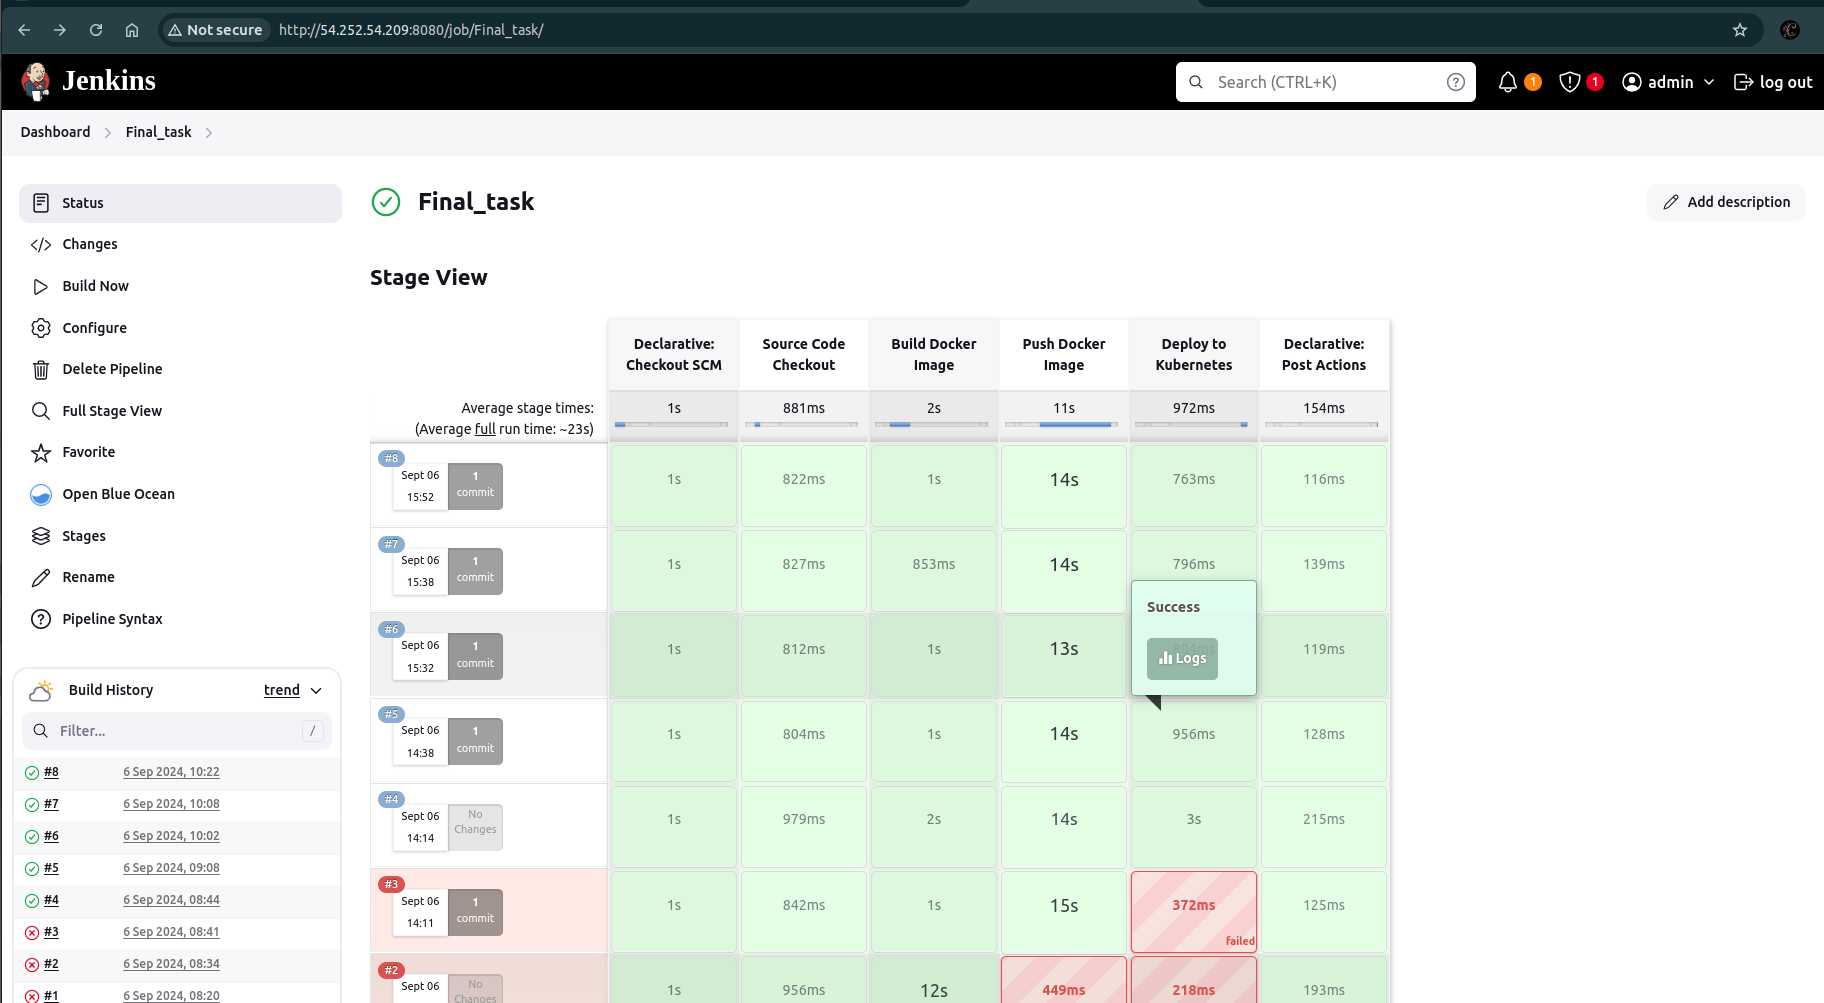 Not secure
http://54.252.54.209:8080/job/Final_task/
Jenkins
Search (CTRL+K)
?
1
1
admin
log out
Dashboard
Final_task
Status
Changes
Build Now
Configure
Delete Pipeline
Full Stage View
Favorite
Open Blue Ocean
Stages
Rename
Pipeline Syntax
Build History
trend
Filter...
/
#8 6 Sep 2024, 10:22
#7 6 Sep 2024, 10:08
#6 6 Sep 2024, 10:02
#5 6 Sep 2024, 09:08
#4 6 Sep 2024, 08:44
#3 6 Sep 2024, 08:41
#2 6 Sep 2024, 08:34
#1 6 Sep 2024, 08:20
Final_task
Add description
Stage View
Declarative: Source Code Build Docker Push Docker Deploy to Declarative:
Checkout SCM Checkout Image Image Kubernetes Post Actions
Average stage times: 1s 881ms 2s 11s 972ms 154ms
(Average full run time: ~23s)
#8
Sept 06 1
15:52 commit
1s 822ms 1s 14s 763ms 116ms
#7
Sept 06 1
15:38 commit
1s 827ms 853ms 14s 796ms 139ms
Success
#6
Sept 06 1
15:32 commit
1s 812ms 1s 13s 804ms 119ms
Logs
#5
Sept 06 1
14:38 commit
1s 804ms 1s 14s 956ms 128ms
#4
Sept 06 No
14:14 Changes
1s 979ms 2s 14s 3s 215ms
#3
Sept 06 1
14:11 commit
1s 842ms 1s 15s 372ms 125ms
failed
#2
Sept 06 No
Changes
1s 956ms 12s 449ms 218ms 193ms